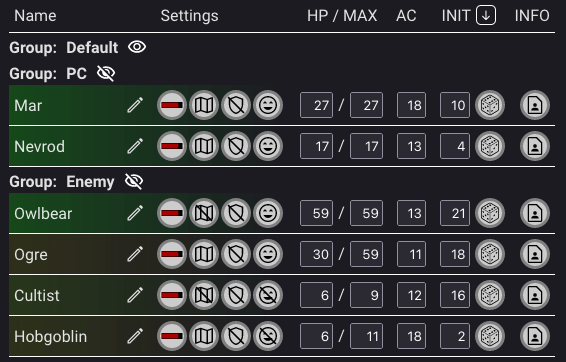 Name Settings HP / MAX AC INIT INFO
Group: Default
Group: PC
Mar 27 / 27 18 10
Nevrod 17 / 17 13 4
Group: Enemy
Owlbear 59 / 59 13 21
Ogre 30 / 59 11 18
Cultist 6 / 9 12 16
Hobgoblin 6 / 11 18 2